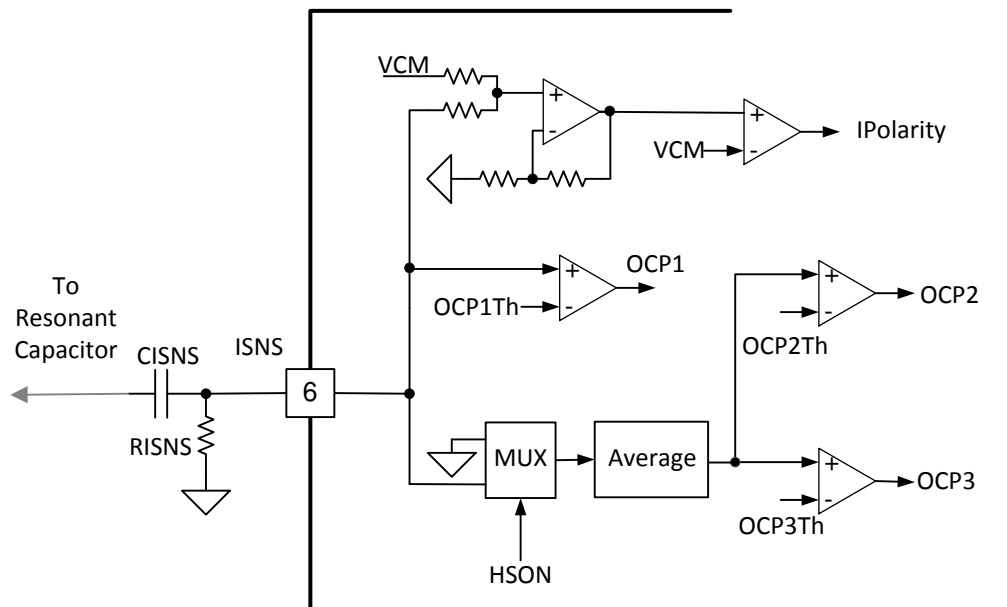 VCM
+
-
+
VCM
-
IPolarity
+
OCP1
OCP1Th
-
+
OCP2
-
OCP2Th
To
Resonant
Capacitor
CISNS
ISNS
6
RISNS
MUX
Average
+
OCP3
-
OCP3Th
HSON